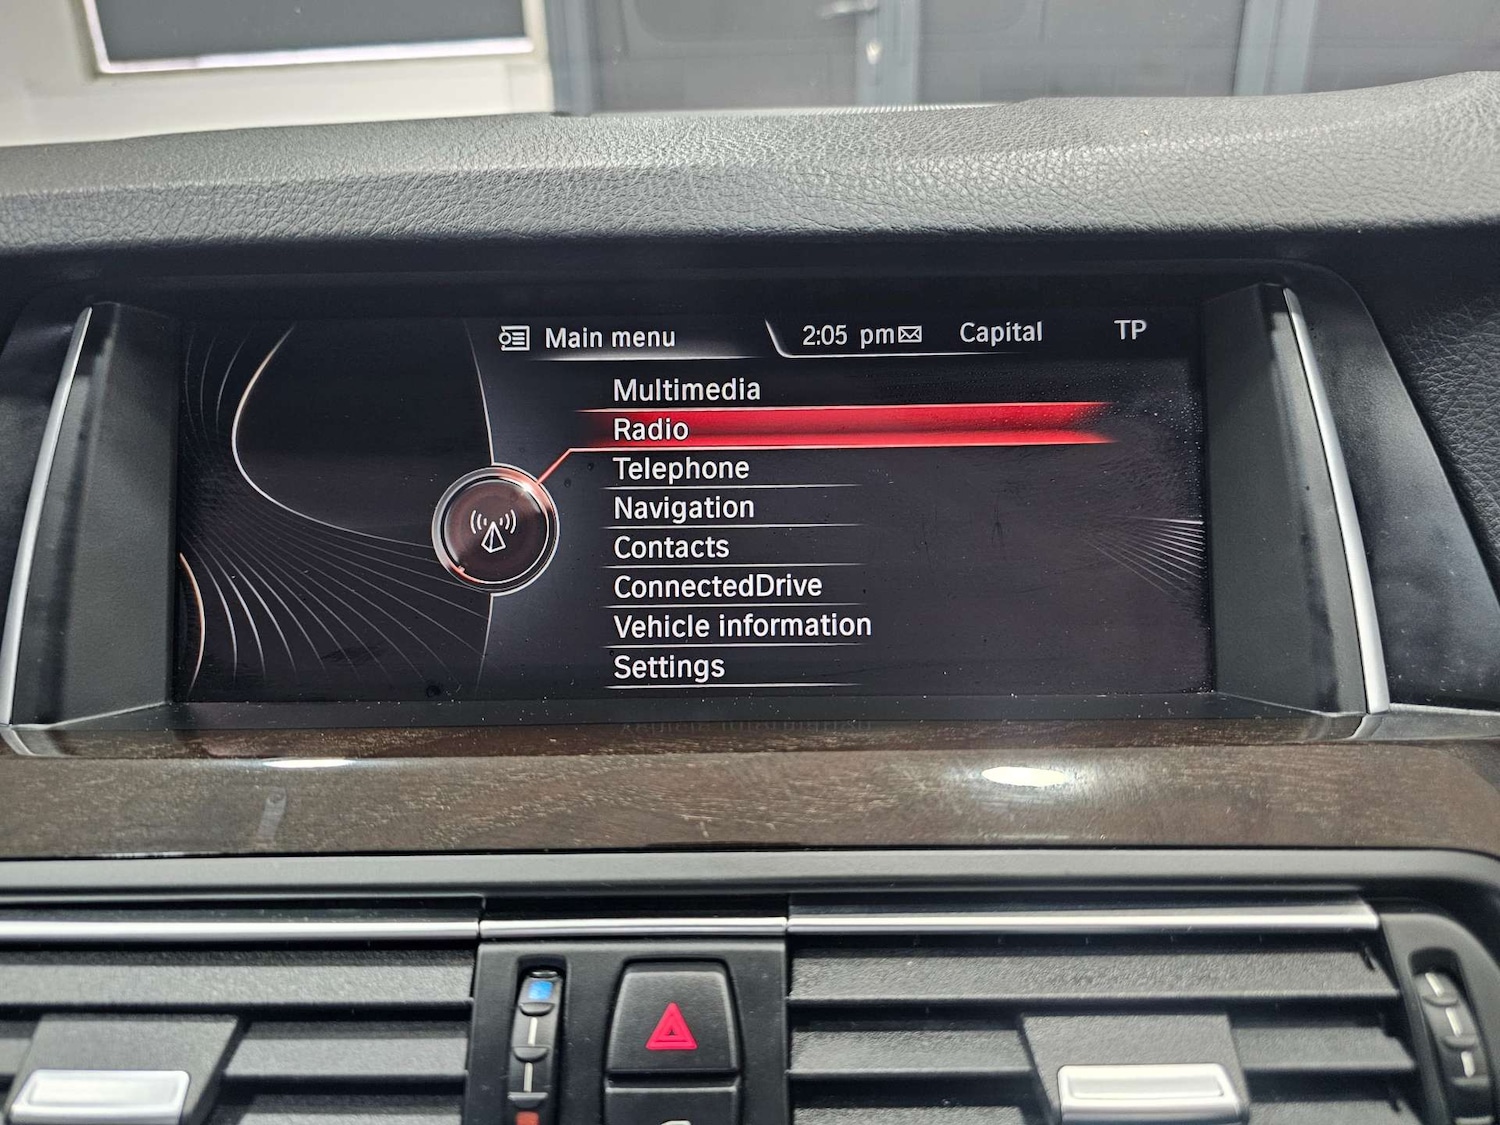 Main menu 2:05 pm Capital TP
Multimedia
Radio
Telephone
Navigation
Contacts
ConnectedDrive
Vehicle information
Settings